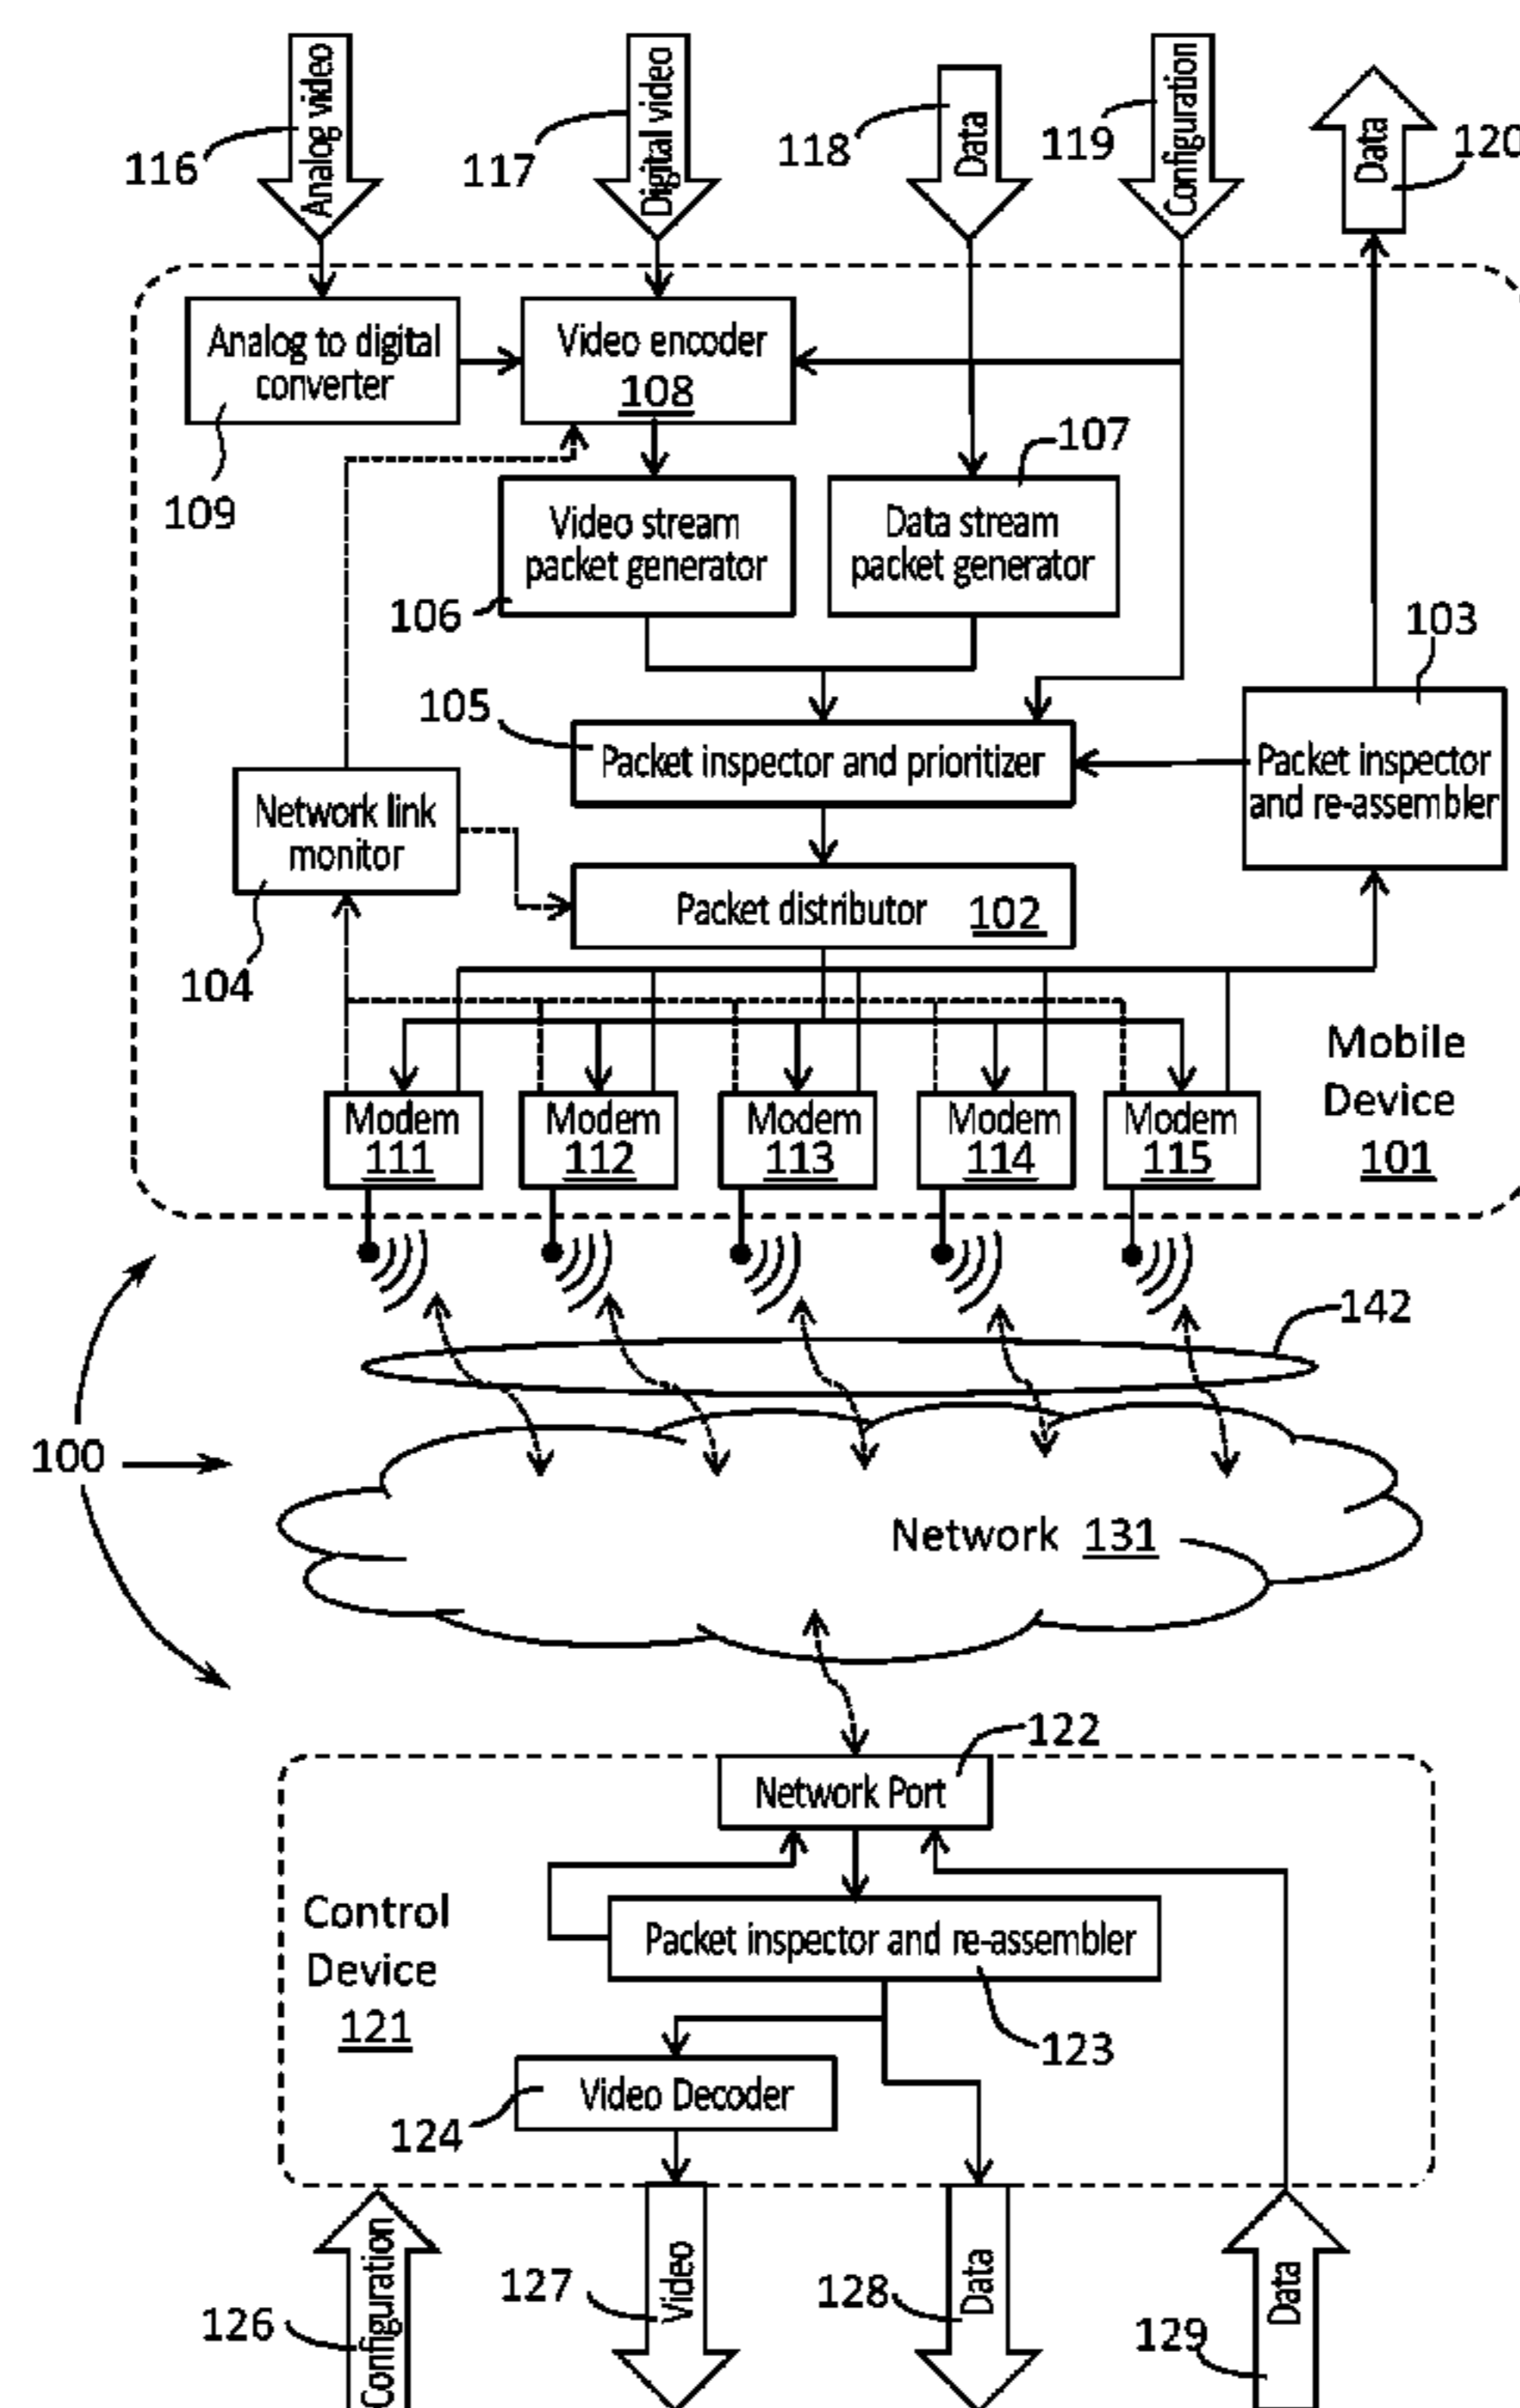 Analog video
Digital video
Data
Configuration
Data
116
117
118
119
120
Analog to digital
converter
Video encoder
108
107
109
Video stream
packet generator
Data stream
packet generator
106
103
105
Packet inspector and prioritizer
Packet inspector
and re-assembler
Network link
monitor
Packet distributor 102
104
Mobile
Device
101
Modem
111
Modem
112
Modem
113
Modem
114
Modem
115
142
100
Network 131
122
Network Port
Control
Device
121
Packet inspector and re-assembler
123
Video Decoder
124
126
Configuration
127
Video
128
Data
129
Data